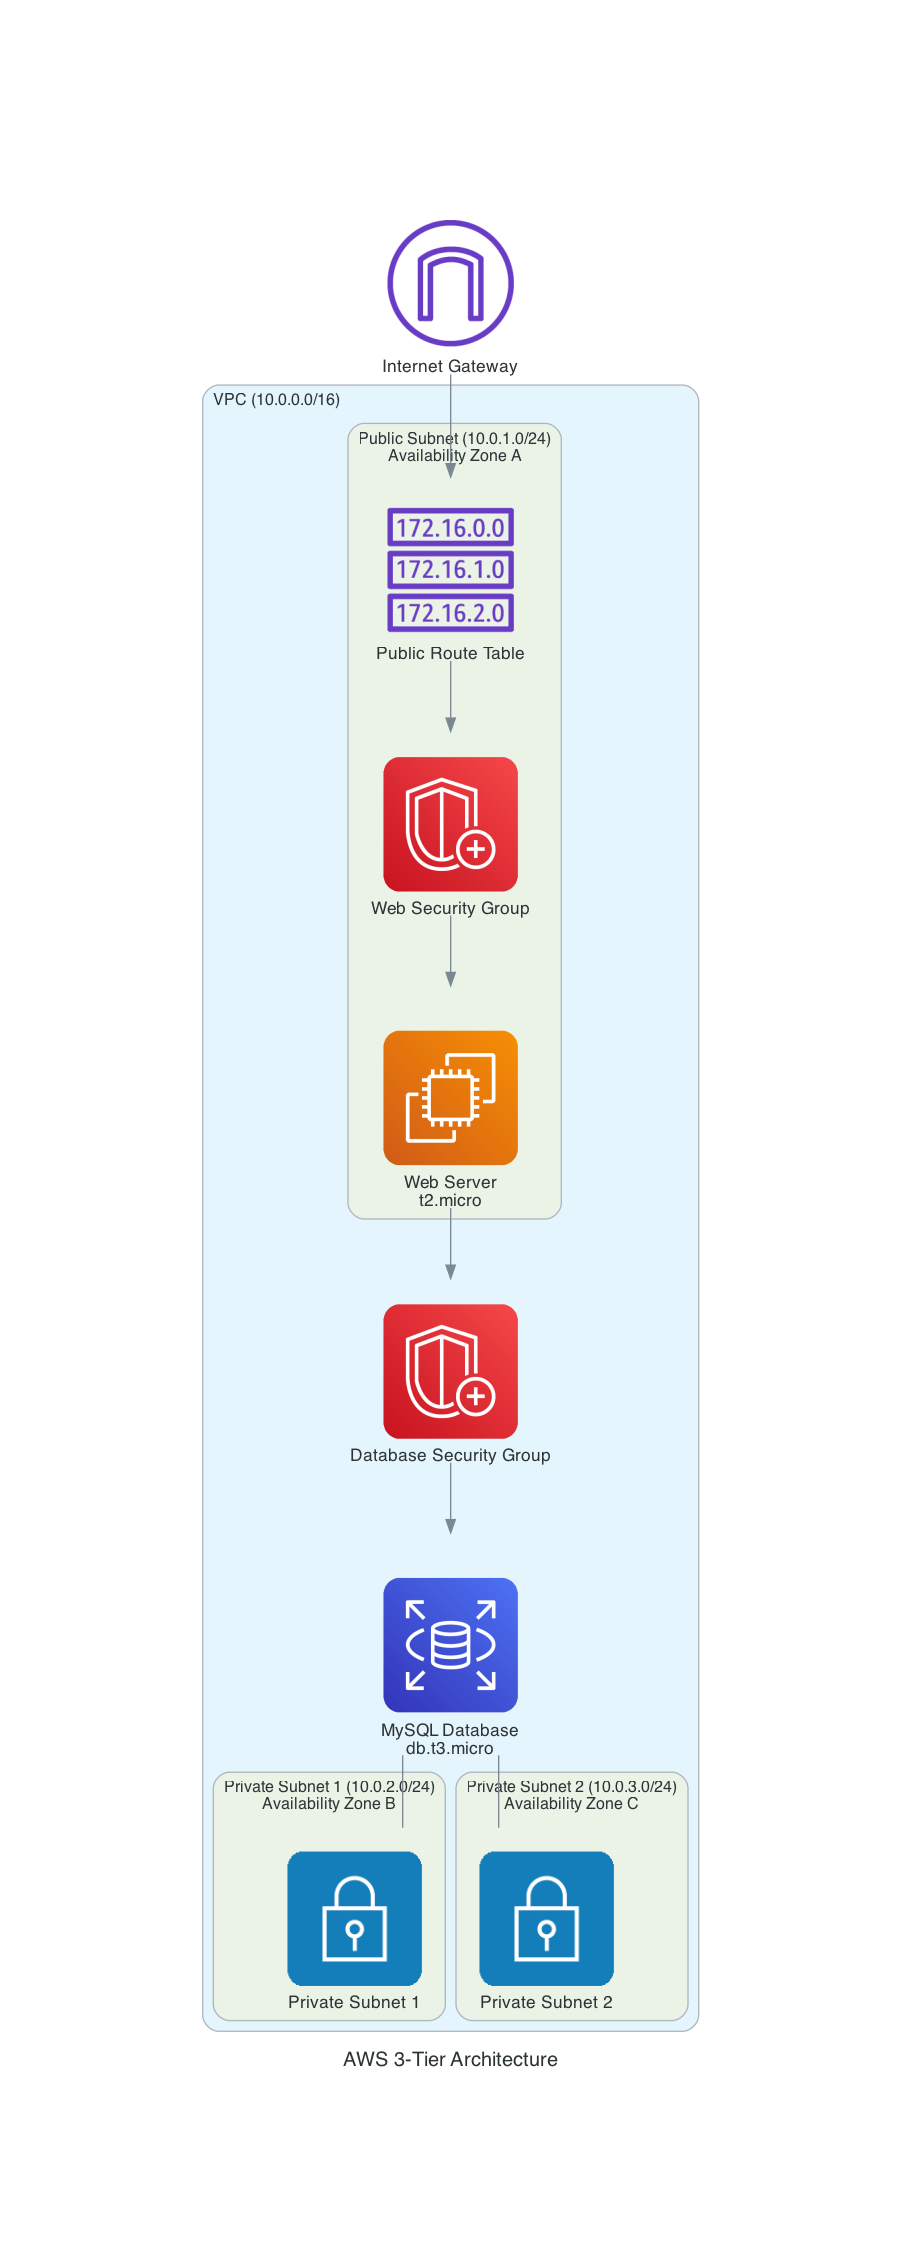 Internet Gateway
VPC (10.0.0.0/16)
Public Subnet (10.0.1.0/24)
Availability Zone A
172.16.0.0
172.16.1.0
172.16.2.0
Public Route Table
Web Security Group
Web Server
t2.micro
Database Security Group
MySQL Database
db.t3.micro
Private Subnet 1 (10.0.2.0/24)
Availability Zone B
Private Subnet 2 (10.0.3.0/24)
Availability Zone C
Private Subnet 1
Private Subnet 2
AWS 3-Tier Architecture